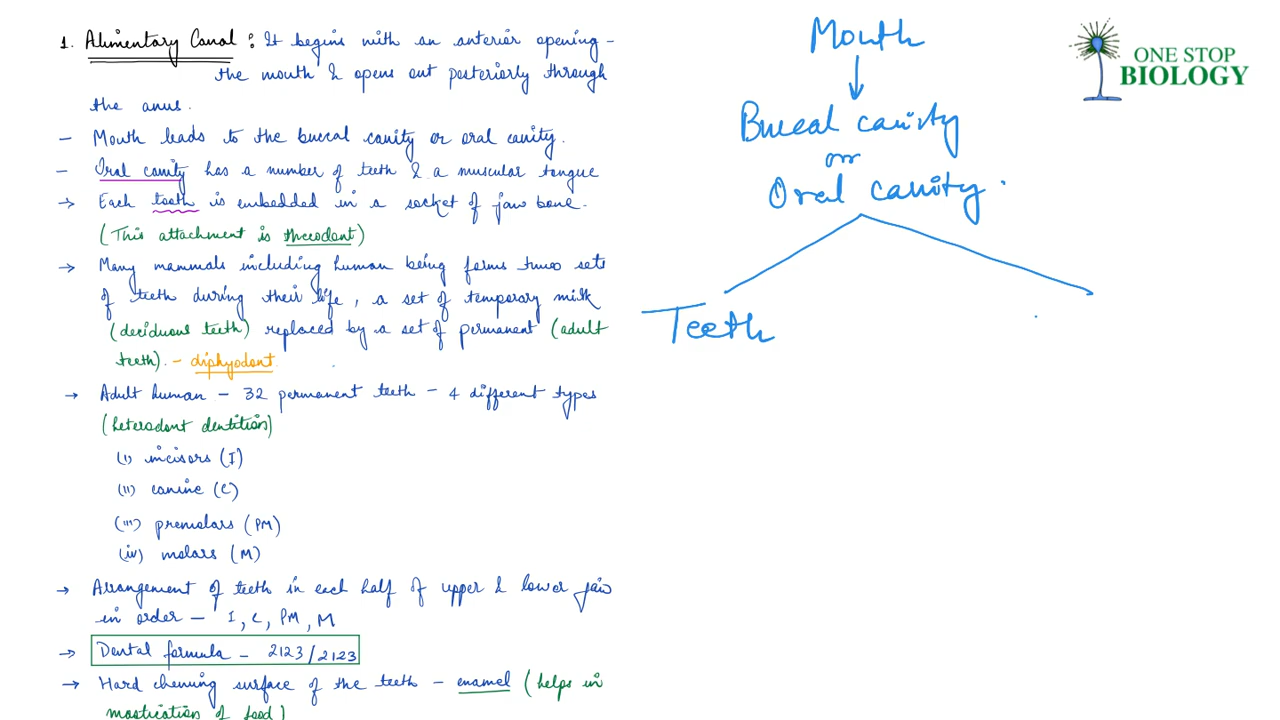 1. Alimentary Canal : It begins with an anterior opening -
the mouth & opens out posteriorly through
the anus.
- Mouth leads to the buccal cavity or oral cavity.
- Oral cavity has a number of teeth & a muscular tongue
→ Each tooth is embedded in a socket of jaw bone.
(This attachment is thecodont)
→ Many mammals including human being forms two sets
of teeth during their life, a set of temporary milk
(deciduous teeth) replaced by a set of permanent (adult
teeth). - diphyodont
→ Adult human - 32 permanent teeth - 4 different types
(heterodont dentition)
(i) incisors (I)
(ii) canine (C)
(iii) premolars (PM)
(iv) molars (M)
→ Arrangement of teeth in each half of upper & lower jaw
in order - I, C, PM, M
→ Dental formula - 2123/2123
→ Hard chewing surface of the teeth - enamel (helps in
mastication of food)
Mouth
↓
Buccal cavity
or
Oral cavity.
Teeth
ONE STOP
BIOLOGY